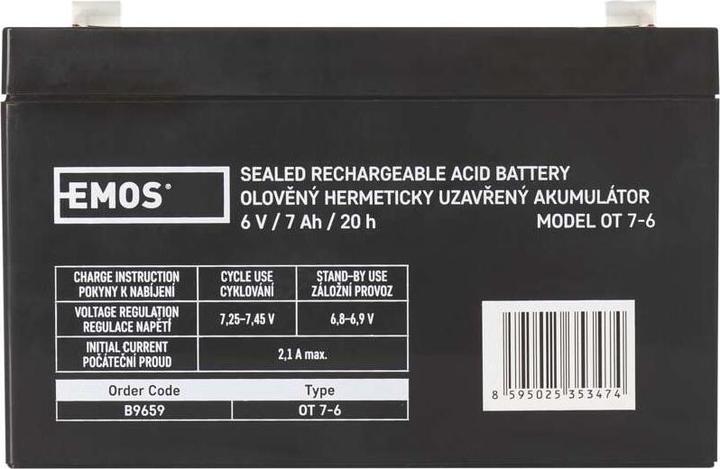 EMOS®
SEALED RECHARGEABLE ACID BATTERY
OLOVĚNÝ HERMETICKY UZAVŘENÝ AKUMULÁTOR
6 V / 7 Ah / 20 h MODEL OT 7-6
CHARGE INSTRUCTION CYCLE USE STAND-BY USE
POKYNY K NABÍJENÍ CYKLOVÁNÍ ZÁLOŽNÍ PROVOZ
VOLTAGE REGULATION
REGULACE NAPĚTÍ
7,25–7,45 V 6,8–6,9 V
INITIAL CURRENT
POČÁTEČNÍ PROUD
2,1 A max.
Order Code Type
B9659 OT 7-6
8 595025 353474